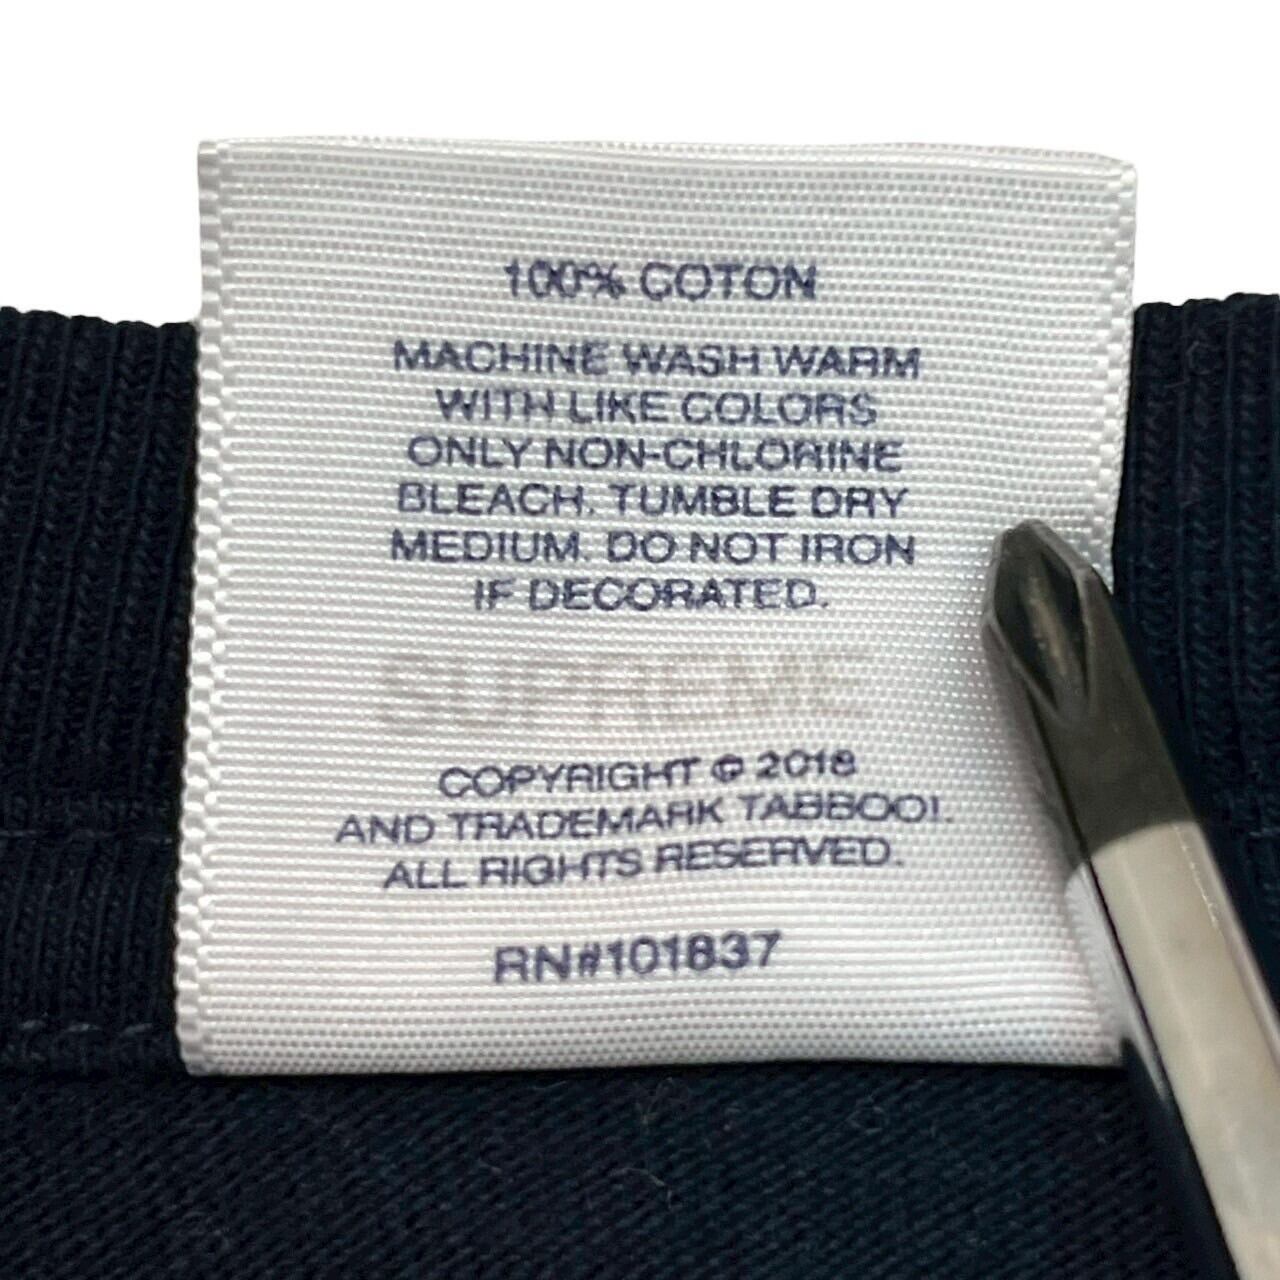 100% COTON
MACHINE WASH WARM
WITH LIKE COLORS
ONLY NON-CHLORINE
BLEACH. TUMBLE DRY
MEDIUM. DO NOT IRON
IF DECORATED.
SUPREME
COPYRIGHT © 2018
AND TRADEMARK TABBOO!.
ALL RIGHTS RESERVED.
RN#101837